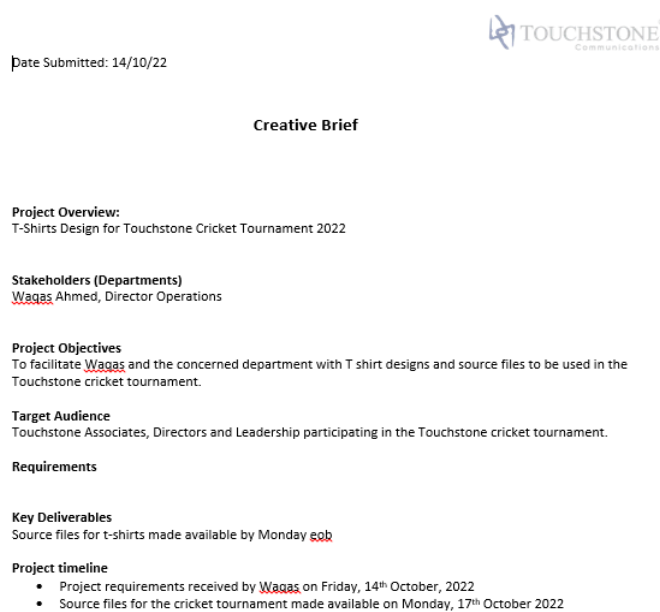 TOUCHSTONE
Communications
Date Submitted: 14/10/22
Creative Brief
Project Overview:
T-Shirts Design for Touchstone Cricket Tournament 2022
Stakeholders (Departments)
Waqas Ahmed, Director Operations
Project Objectives
To facilitate Waqas and the concerned department with T shirt designs and source files to be used in the
Touchstone cricket tournament.
Target Audience
Touchstone Associates, Directors and Leadership participating in the Touchstone cricket tournament.
Requirements
Key Deliverables
Source files for t-shirts made available by Monday eob
Project timeline
• Project requirements received by Waqas on Friday, 14th October, 2022
• Source files for the cricket tournament made available on Monday, 17th October 2022